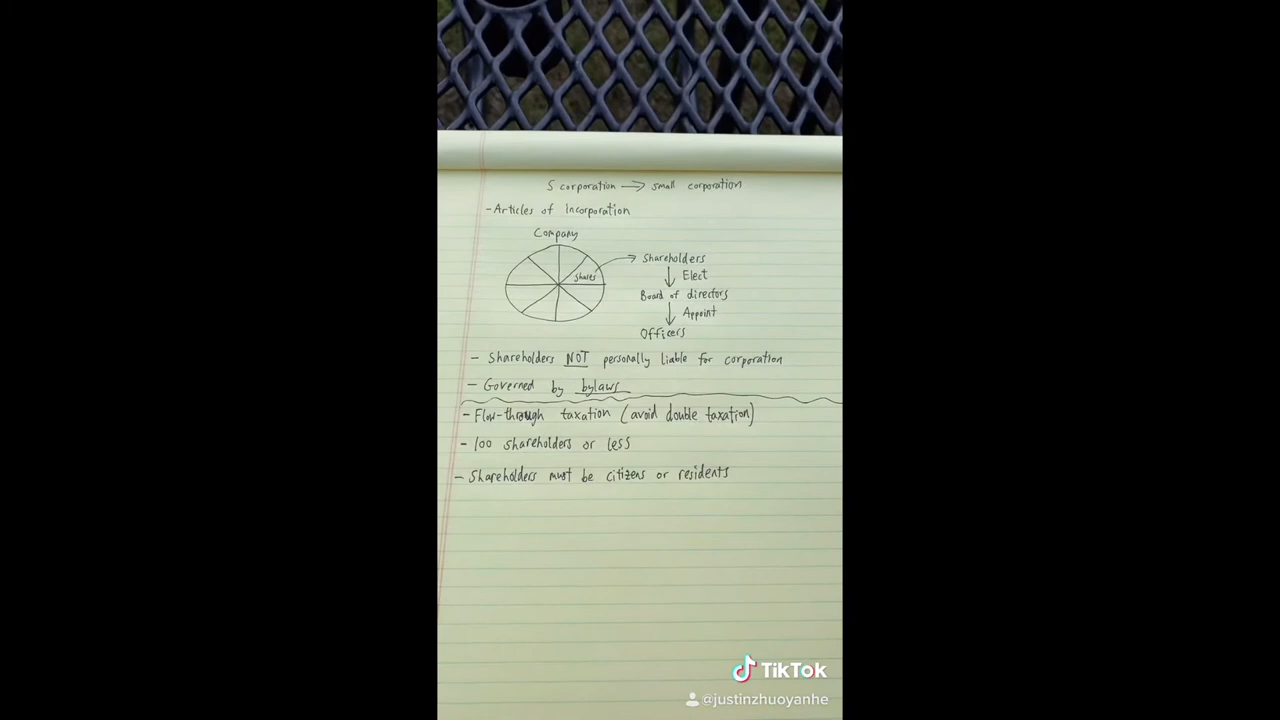 S corporation → small corporation
- Articles of incorporation
Company
shares
Shareholders
Elect
Board of directors
Appoint
Officers
- Shareholders NOT personally liable for corporation
- Governed by bylaws
- Flow-through taxation (avoid double taxation)
- 100 shareholders or less
- Shareholders must be citizens or residents
TikTok
@justinzhuoyanhe